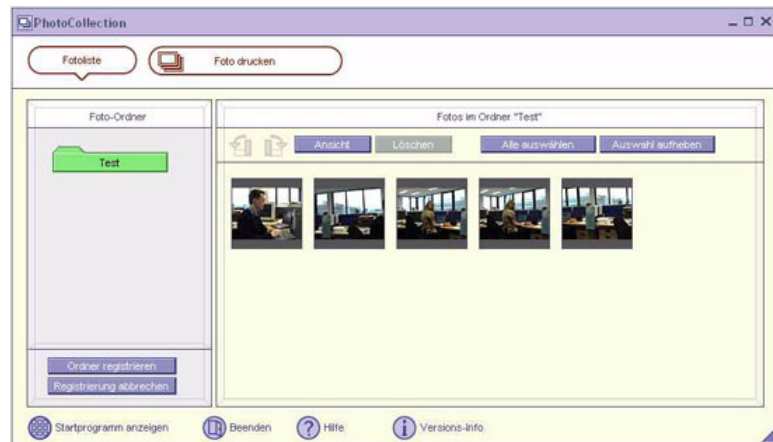 PhotoCollection
Fotoliste
Foto drucken
Foto-Ordner
Fotos im Ordner "Test"
Ansicht
Löschen
Alle auswählen
Auswahl aufheben
Test
Ordner registrieren
Registrierung abbrechen
Startprogramm anzeigen
Beenden
Hilfe
Versions-Info